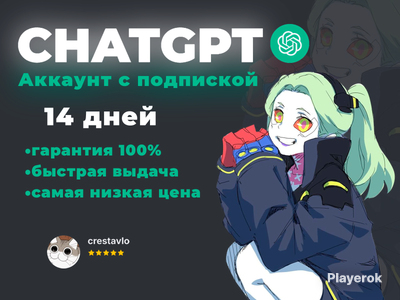 CHATGPT
Аккаунт с подпиской
14 дней
•гарантия 100%
•быстрая выдача
•самая низкая цена
crestavlo
Playerok